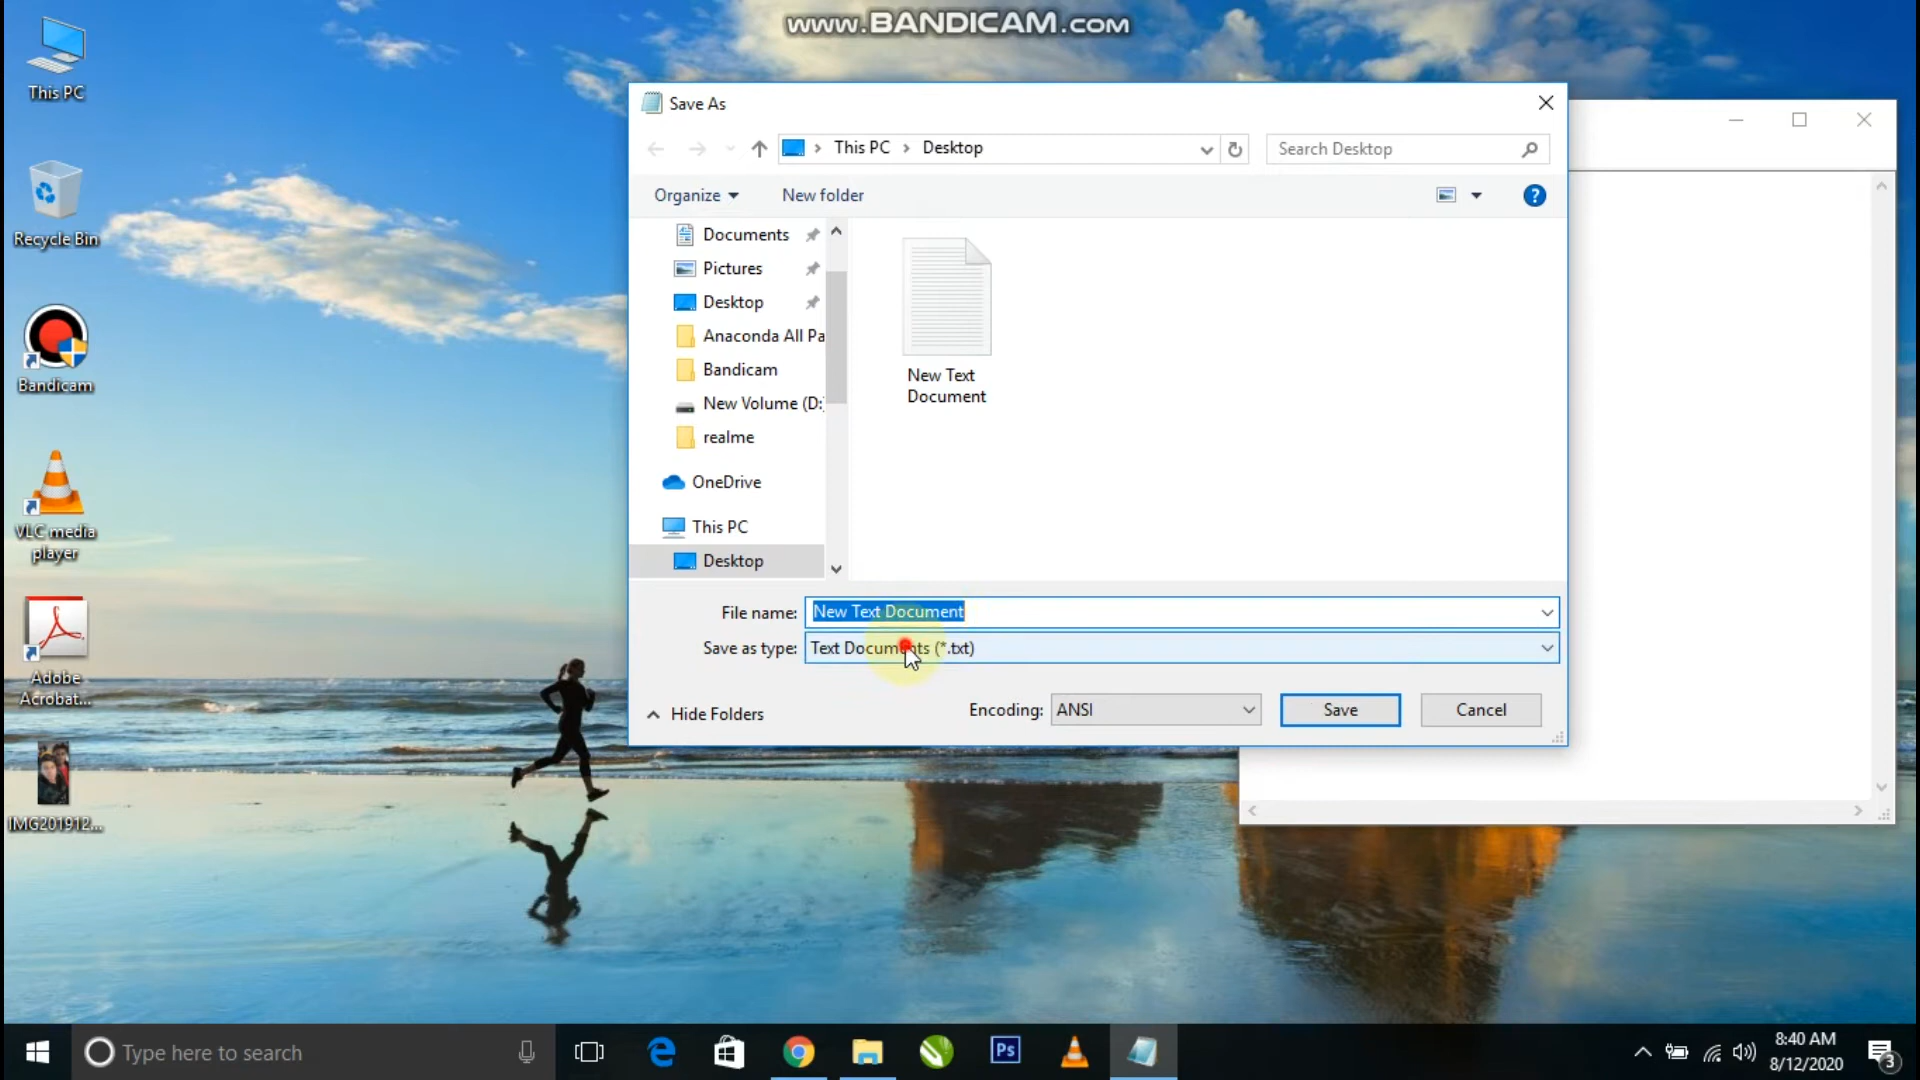 www.BANDICAM.com
This PC
Recycle Bin
Bandicam
VLC media
player
Adobe
Acrobat...
IMG201912...
Save As
This PC
Desktop
Search Desktop
Organize
New folder
?
Documents
Pictures
Desktop
Anaconda All Pa
Bandicam
New Volume (D:
realme
OneDrive
This PC
Desktop
New Text
Document
File name:
New Text Document
Save as type:
Text Documents (*.txt)
Hide Folders
Encoding:
ANSI
Save
Cancel
Type here to search
Ps
8:40 AM
8/12/2020
3